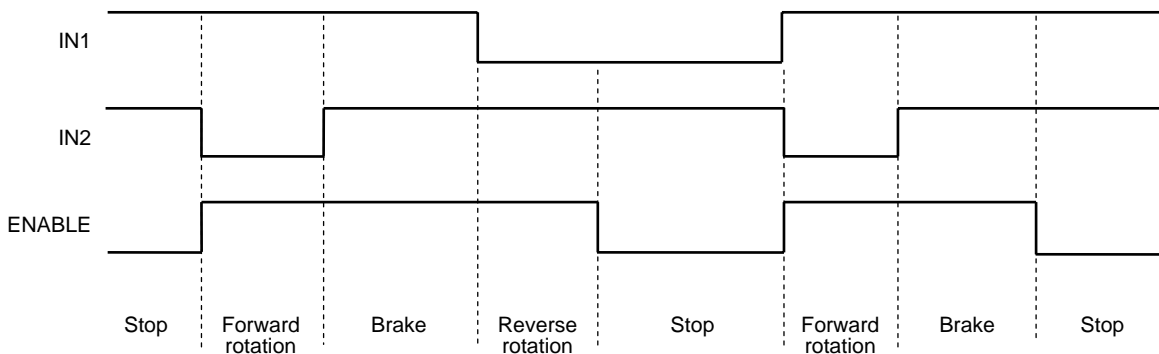 IN1
IN2
ENABLE
Stop
Forward
rotation
Brake
Reverse
rotation
Stop
Forward
rotation
Brake
Stop